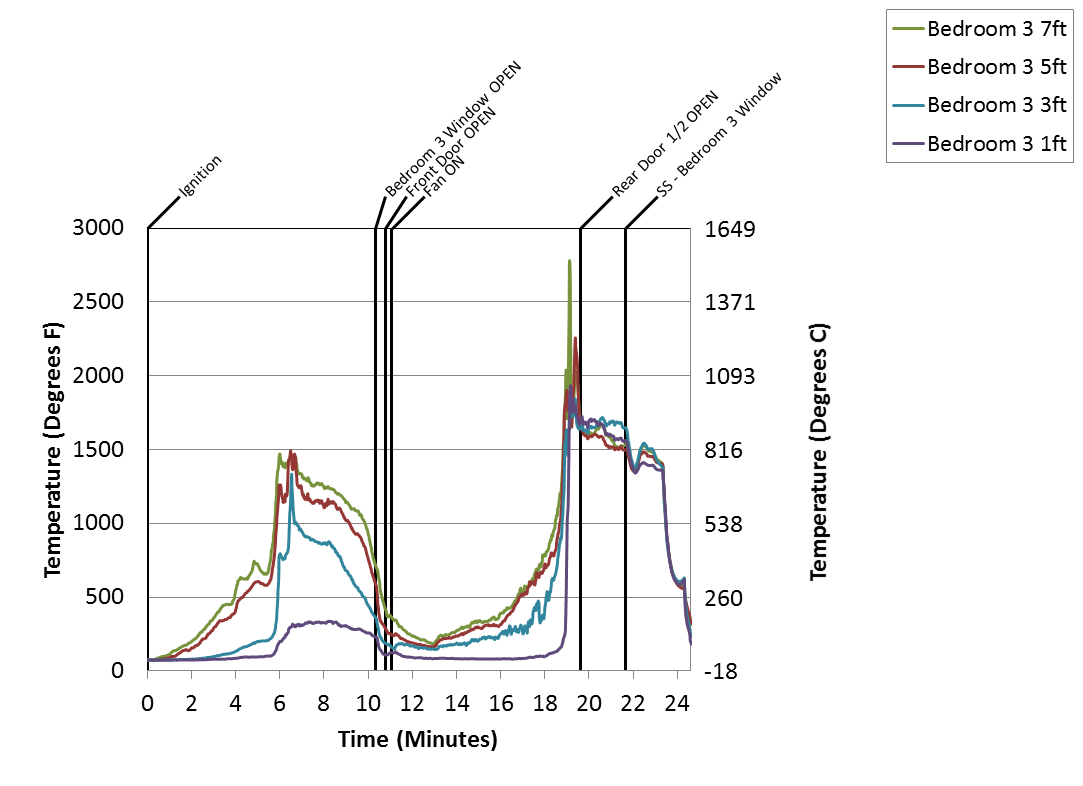 Bedroom 3 7ft
Bedroom 3 5ft
Bedroom 3 3ft
Bedroom 3 1ft
Ignition
Bedroom 3 Window OPEN
Front Door OPEN
Fan ON
Rear Door 1/2 OPEN
SS - Bedroom 3 Window
3000
2500
2000
1500
1000
500
0
1649
1371
1093
816
538
260
-18
Temperature (Degrees F)
Temperature (Degrees C)
0 2 4 6 8 10 12 14 16 18 20 22 24
Time (Minutes)